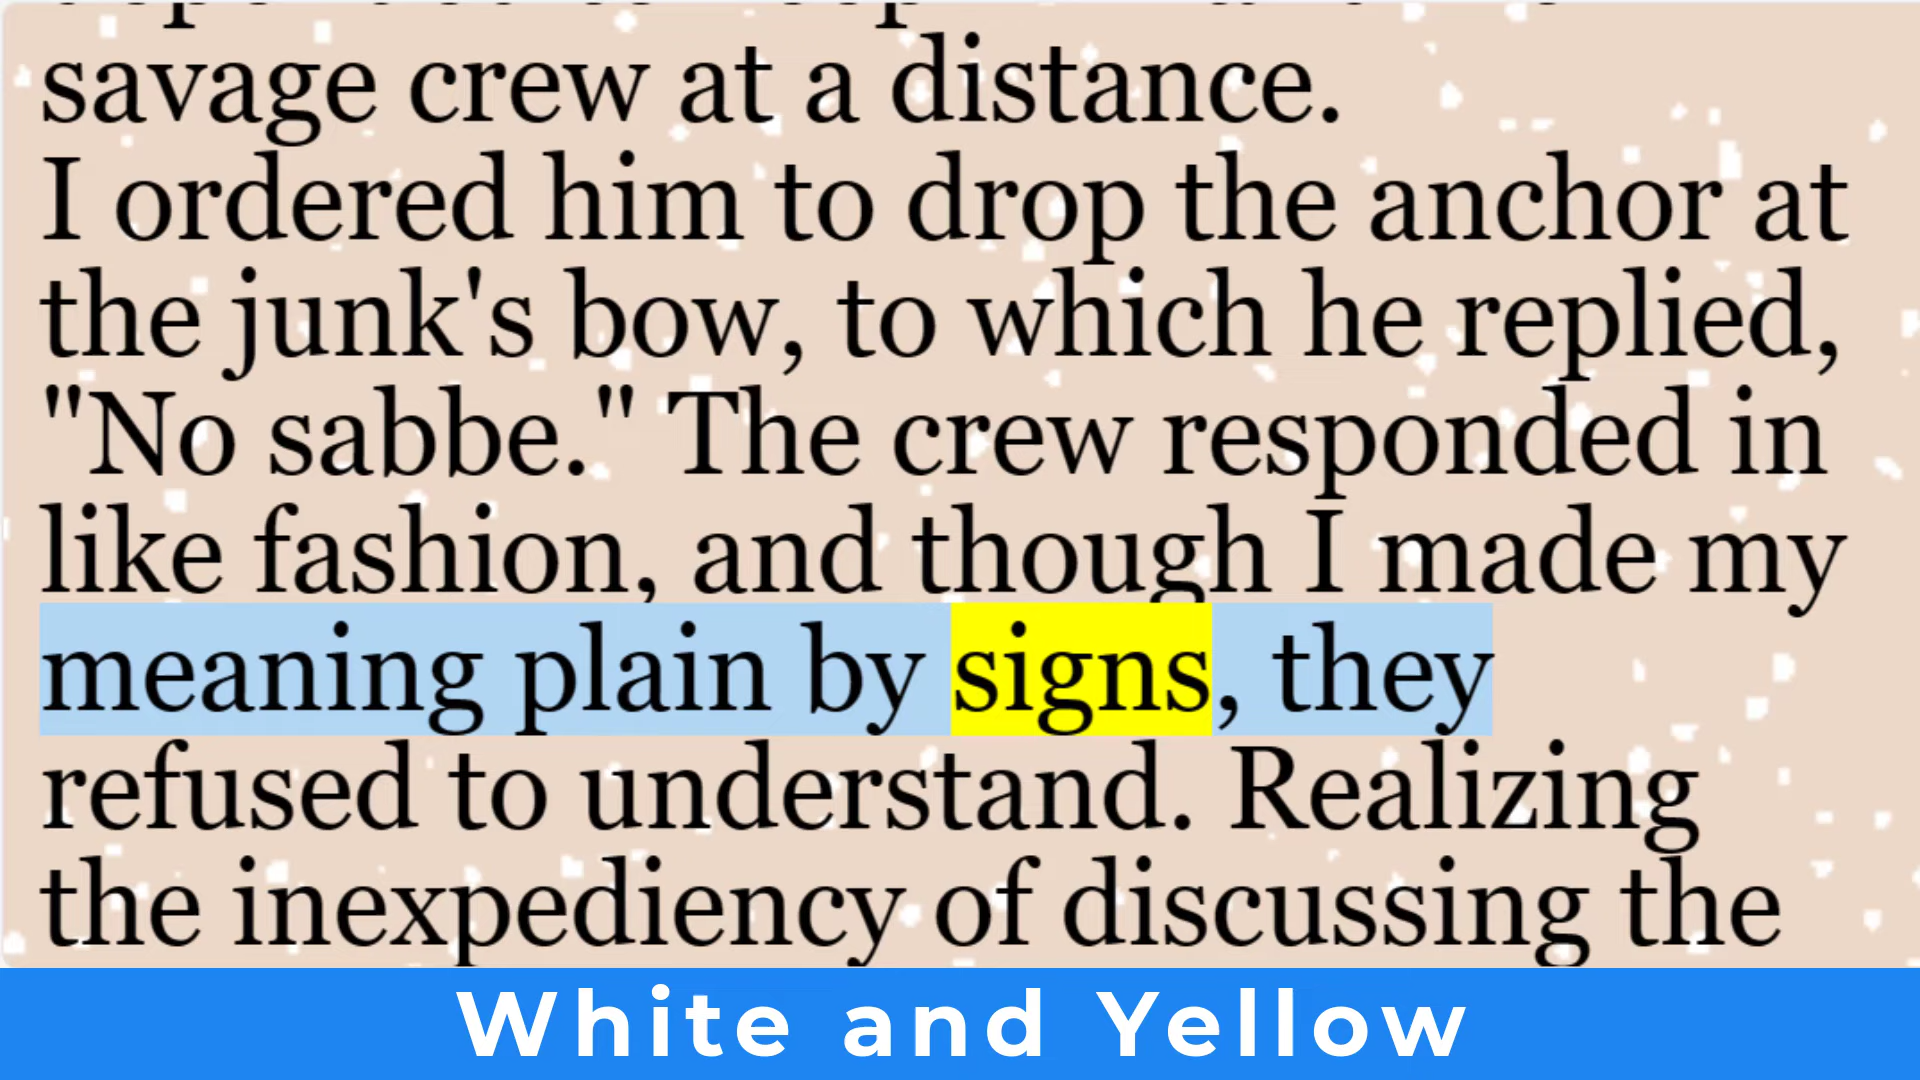 savage crew at a distance.
I ordered him to drop the anchor at
the junk's bow, to which he replied,
"No sabbe." The crew responded in
like fashion, and though I made my
meaning plain by signs, they
refused to understand. Realizing
the inexpediency of discussing the
White and Yellow